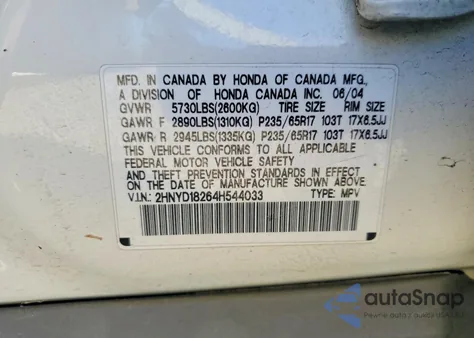 MFD. IN CANADA BY HONDA OF CANADA MFG.,
A DIVISION OF HONDA CANADA INC. 06/04
GVWR 5730LBS(2600KG) TIRE SIZE RIM SIZE
GAWR F 2890LBS(1310KG) P235/65R17 103T 17X6.5JJ
GAWR/R 2945LBS(1335KG) P235/65R17 103T 17X6.5JJ
THIS VEHICLE CONFORMS TO ALL APPLICABLE
FEDERAL MOTOR VEHICLE SAFETY
AND THEFT PREVENTION STANDARDS IN EFFECT
ON THE DATE OF MANUFACTURE SHOWN ABOVE.
V.I.N.: 2HNYD18264H544033 TYPE: MPV
autoSnap